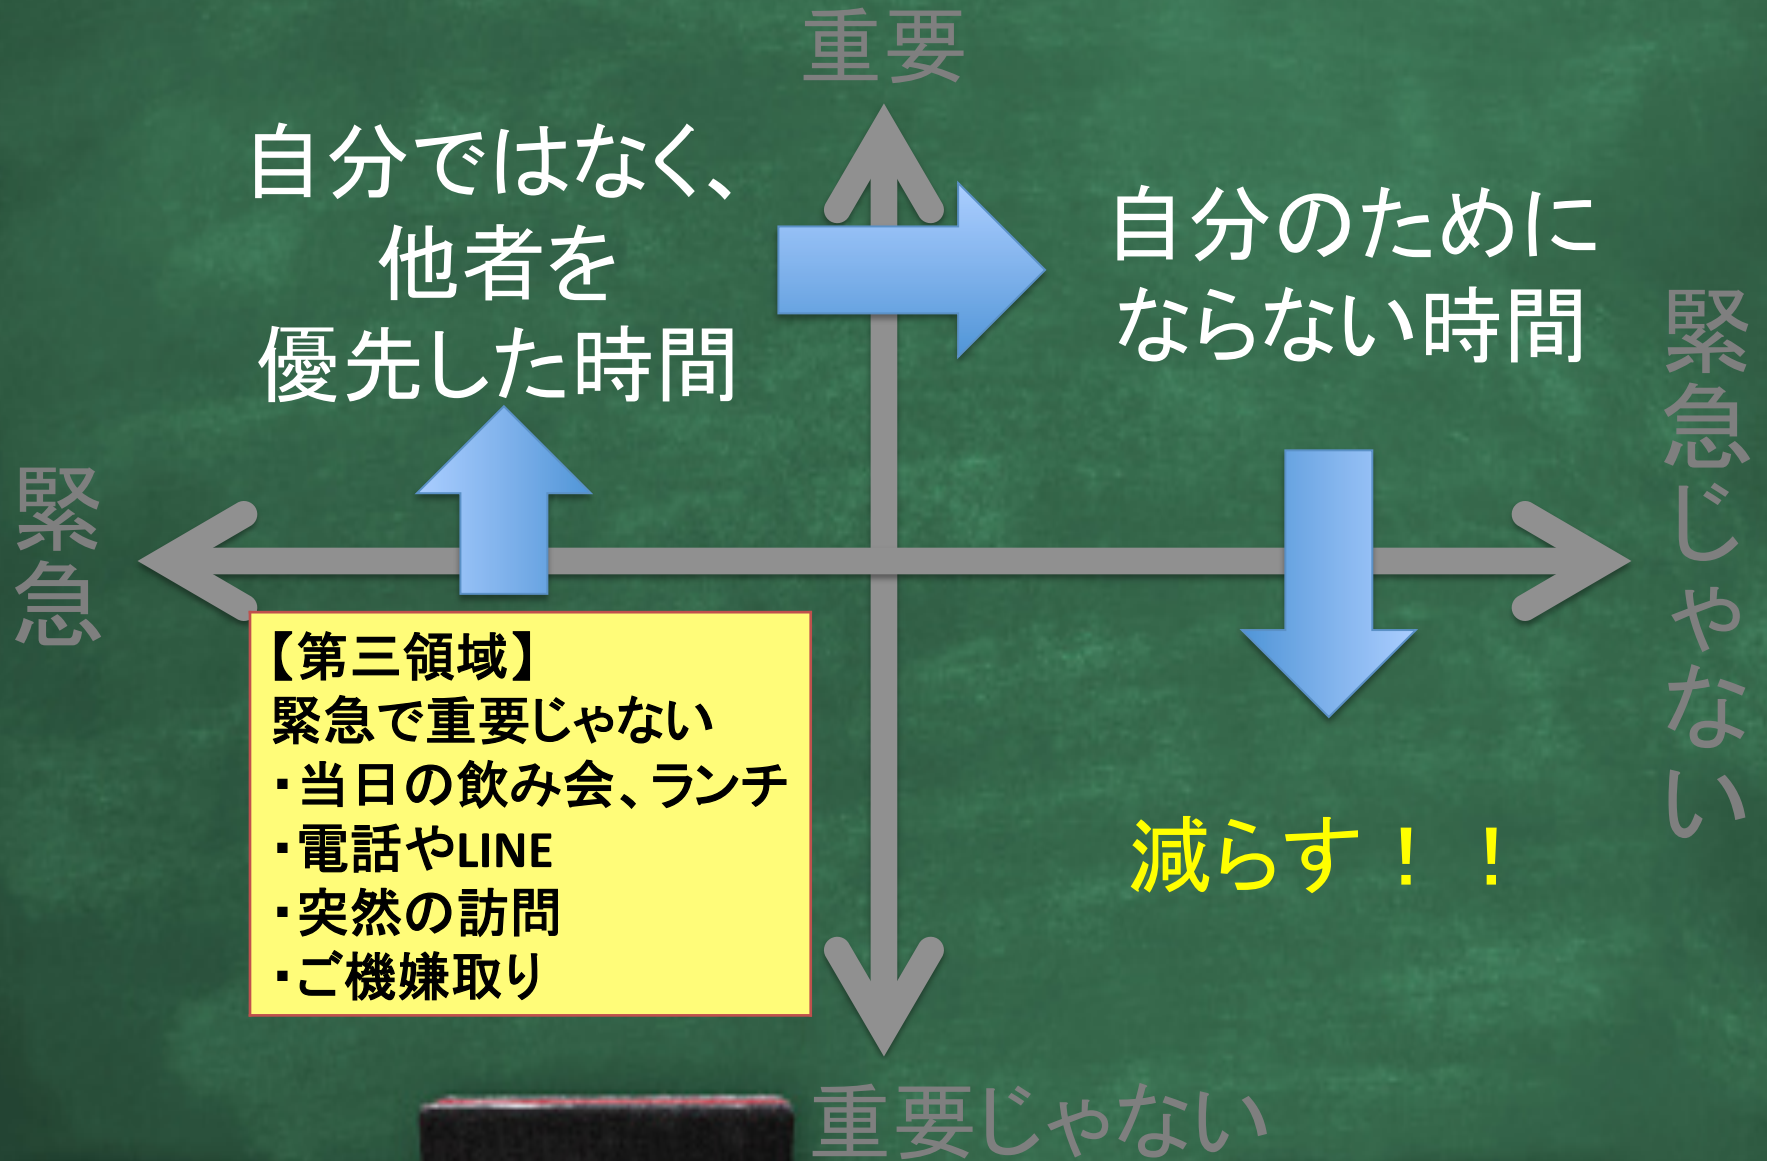 重要
自分ではなく、
他者を
優先した時間
自分のために
ならない時間
緊急
緊急じゃない
【第三領域】
緊急で重要じゃない
・当日の飲み会、ランチ
・電話やLINE
・突然の訪問
・ご機嫌取り
減らす！！
重要じゃない